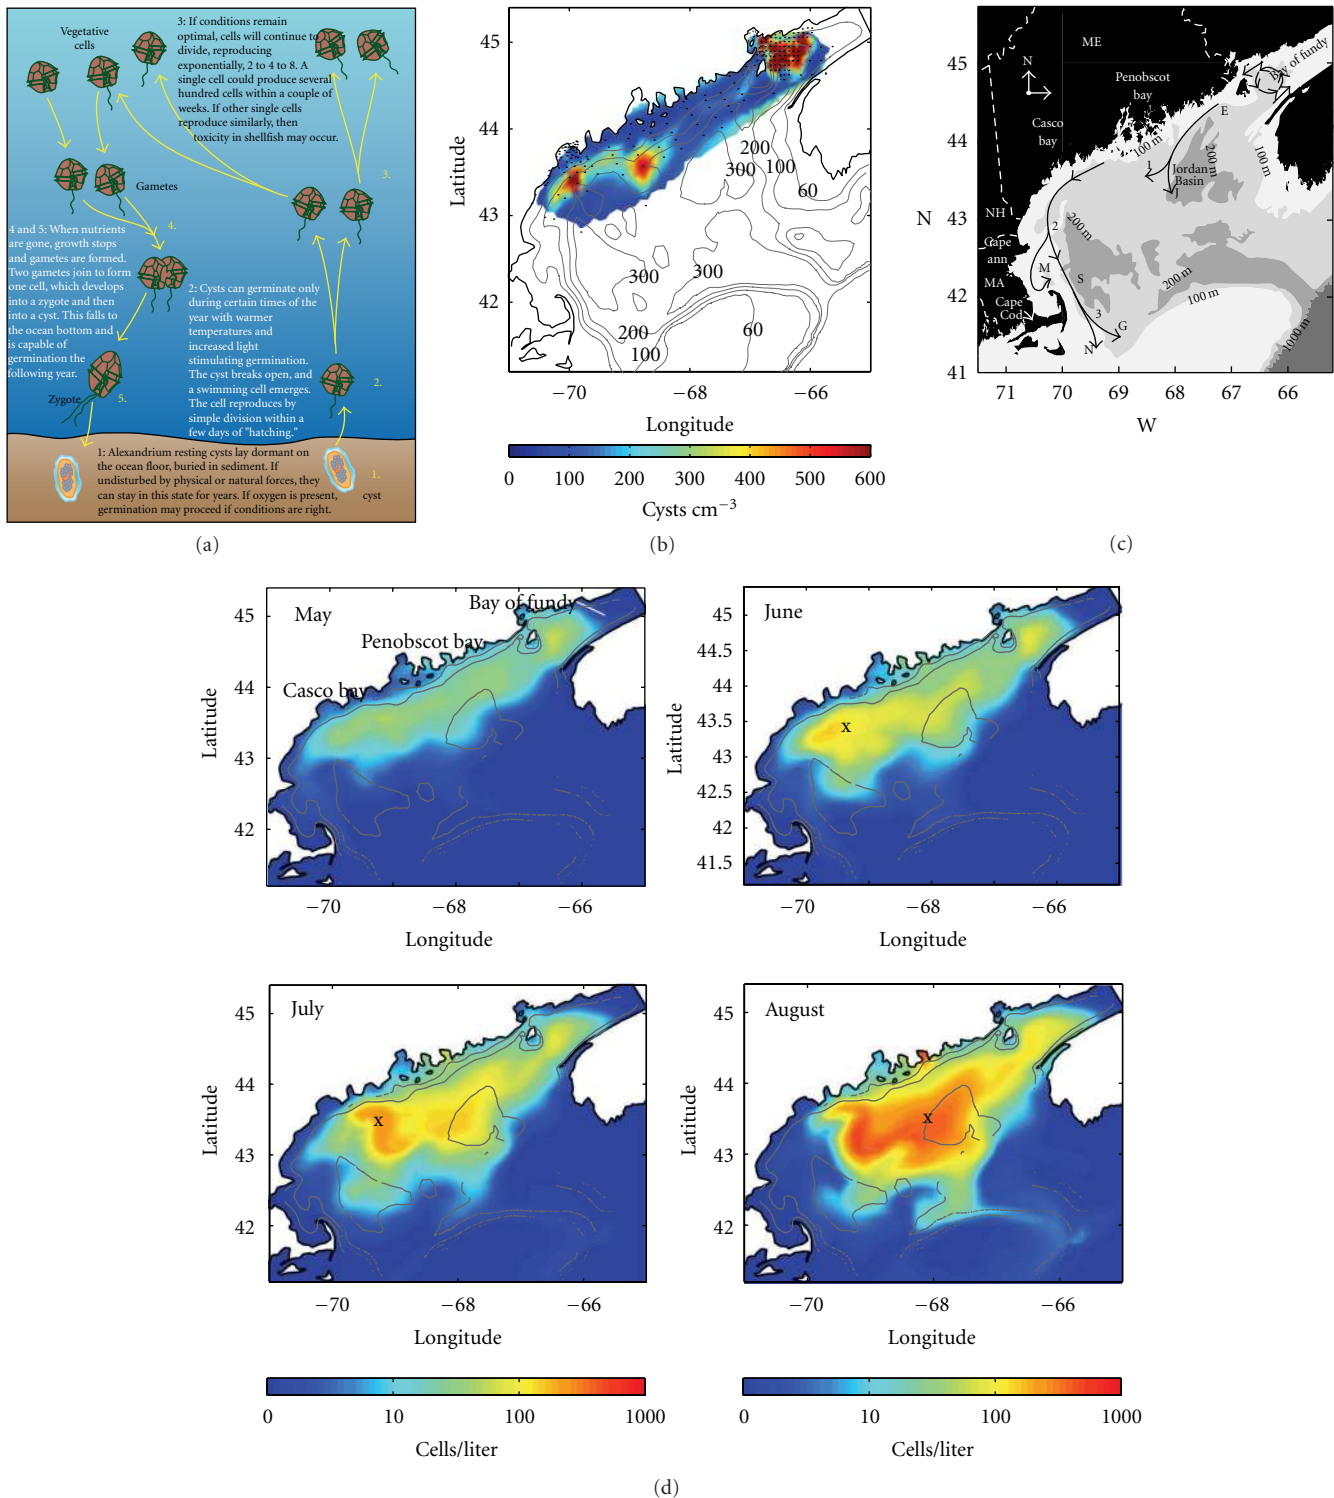 Vegetative
cells
3: If conditions remain
optimal, cells will continue to
divide, reproducing
exponentially, 2 to 4 to 8. A
single cell could produce several
hundred cells within a couple of
weeks. If other single cells
reproduce similarly, then
toxicity in shellfish may occur.
3.
Gametes
4.
4 and 5: When nutrients
are gone, growth stops
and gametes are formed.
Two gametes join to form
one cell, which develops
into a zygote and then
into a cyst. This falls to
the ocean bottom and
is capable of
germination the
following year.
2: Cysts can germinate only
during certain times of the
year with warmer
temperatures and
increased light
stimulating germination.
The cyst breaks open, and
a swimming cell emerges.
The cell reproduces by
simple division within a
few days of "hatching."
2.
Zygote
5.
1: Alexandrium resting cysts lay dormant on
the ocean floor, buried in sediment. If
undisturbed by physical or natural forces, they
can stay in this state for years. If oxygen is present,
germination may proceed if conditions are right.
1.
cyst
(a)
45
44
43
42
Latitude
200
300
100
60
300
300
200
100
60
−70
−68
−66
Longitude
0 100 200 300 400 500 600
Cysts cm−3
(b)
45
44
43
42
41
N
ME
N
Penobscot
bay
Bay of fundy
Casco
bay
E
100 m
1
200 m
100 m
Jordan
Basin
J
NH
2
200 m
Cape
ann
M
S
MA
200 m
100 m
Cape
Cod
3
G
N
1000 m
71 70 69 68 67 66
W
(c)
May
Bay of fundy
Penobscot bay
Casco bay
45
44
43
42
Latitude
−70
−68
−66
Longitude
June
x
45
44.5
44
43.5
43
42.5
42
41.5
Latitude
−70
−68
−66
Longitude
July
x
45
44
43
42
Latitude
−70
−68
−66
Longitude
August
x
45
44
43
42
Latitude
−70
−68
−66
Longitude
0 10 100 1000
Cells/liter
0 10 100 1000
Cells/liter
(d)